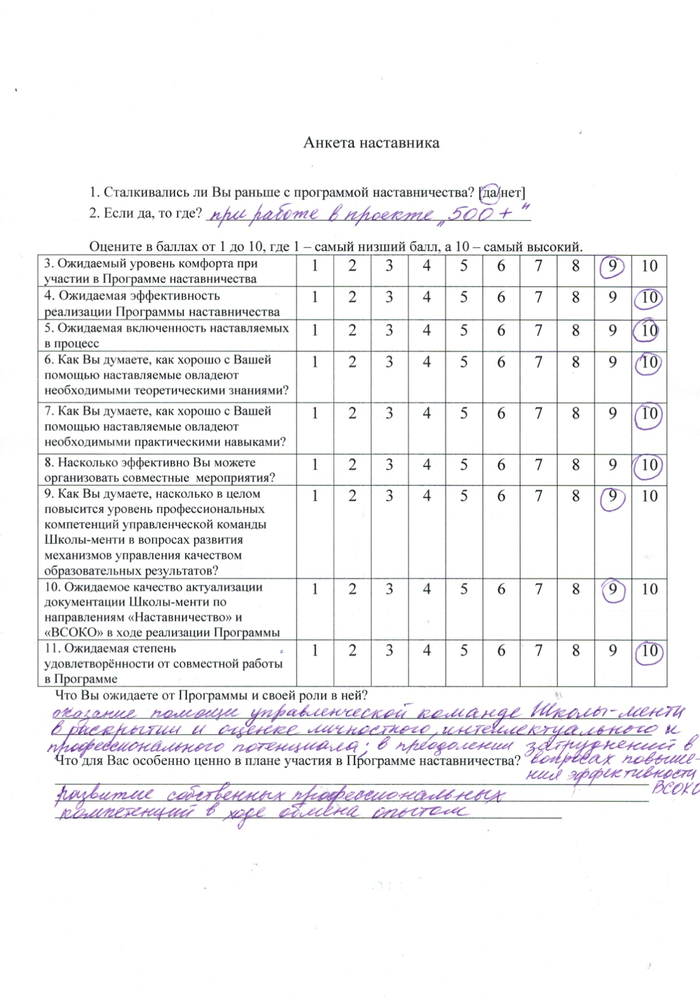 Анкета наставника
1. Сталкивались ли Вы раньше с программой наставничества? [да/нет]
2. Если да, то где? при работе в проекте „500+"
Оцените в баллах от 1 до 10, где 1 – самый низший балл, а 10 – самый высокий.
3. Ожидаемый уровень комфорта при 1 2 3 4 5 6 7 8 9 10
участии в Программе наставничества
4. Ожидаемая эффективность 1 2 3 4 5 6 7 8 9 10
реализации Программы наставничества
5. Ожидаемая включенность наставляемых 1 2 3 4 5 6 7 8 9 10
в процесс
6. Как Вы думаете, как хорошо с Вашей 1 2 3 4 5 6 7 8 9 10
помощью наставляемые овладеют
необходимыми теоретическими знаниями?
7. Как Вы думаете, как хорошо с Вашей 1 2 3 4 5 6 7 8 9 10
помощью наставляемые овладеют
необходимыми практическими навыками?
8. Насколько эффективно Вы можете 1 2 3 4 5 6 7 8 9 10
организовать совместные мероприятия?
9. Как Вы думаете, насколько в целом 1 2 3 4 5 6 7 8 9 10
повысится уровень профессиональных
компетенций управленческой команды
Школы-менти в вопросах развития
механизмов управления качеством
образовательных результатов?
10. Ожидаемое качество актуализации 1 2 3 4 5 6 7 8 9 10
документации Школы-менти по
направлениям «Наставничество» и
«ВСОКО» в ходе реализации Программы
11. Ожидаемая степень 1 2 3 4 5 6 7 8 9 10
удовлетворённости от совместной работы
в Программе
Что Вы ожидаете от Программы и своей роли в ней?
оказание помощи управленческой команде Школы-менти
в раскрытии и оценке личностного, интеллектуального и
профессионального потенциала; в преодолении затруднений в
вопросах повыше-
ния эффективности
ВСОКО
Что для Вас особенно ценно в плане участия в Программе наставничества?
развитие собственных профессиональных
компетенций в ходе обмена опытом